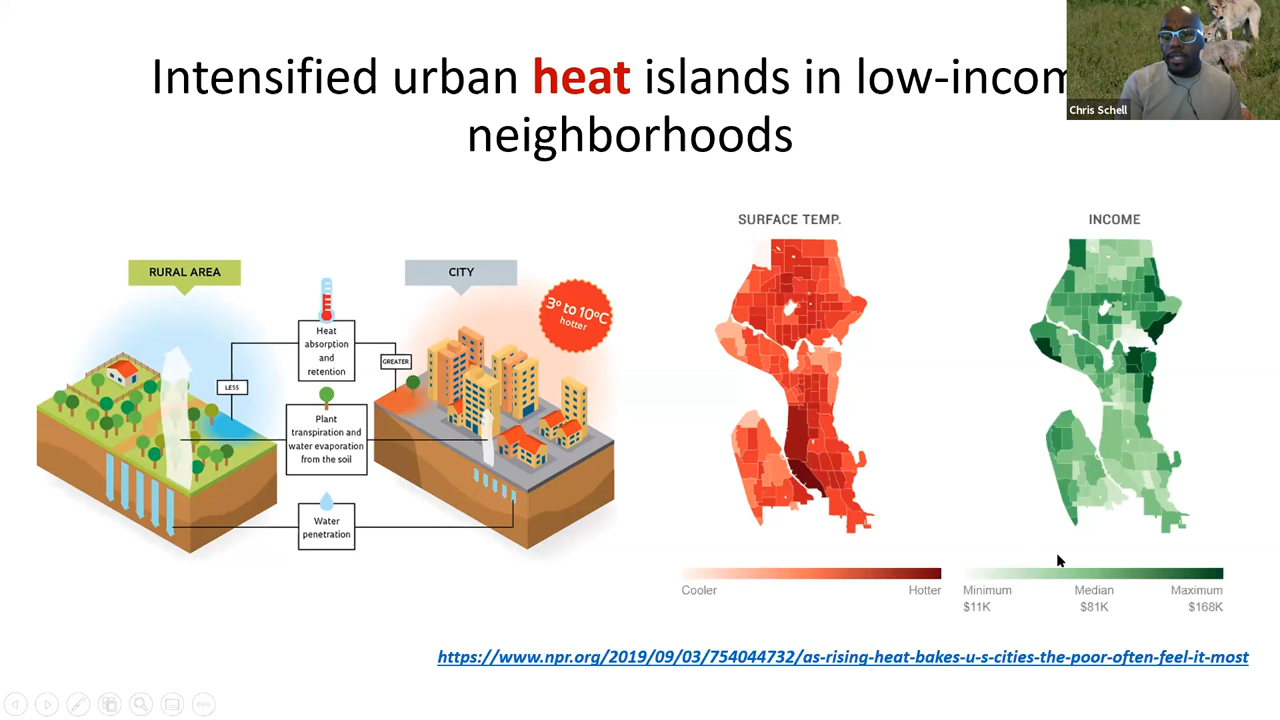 Intensified urban heat islands in low-incom
neighborhoods
Chris Schell
RURAL AREA
CITY
3º to 10ºC
hotter
Heat
absorption
and
retention
LESS
GREATER
Plant
transpiration and
water evaporation
from the soil
Water
penetration
SURFACE TEMP.
INCOME
Cooler
Hotter
Minimum
$11K
Median
$81K
Maximum
$168K
https://www.npr.org/2019/09/03/754044732/as-rising-heat-bakes-u-s-cities-the-poor-often-feel-it-most